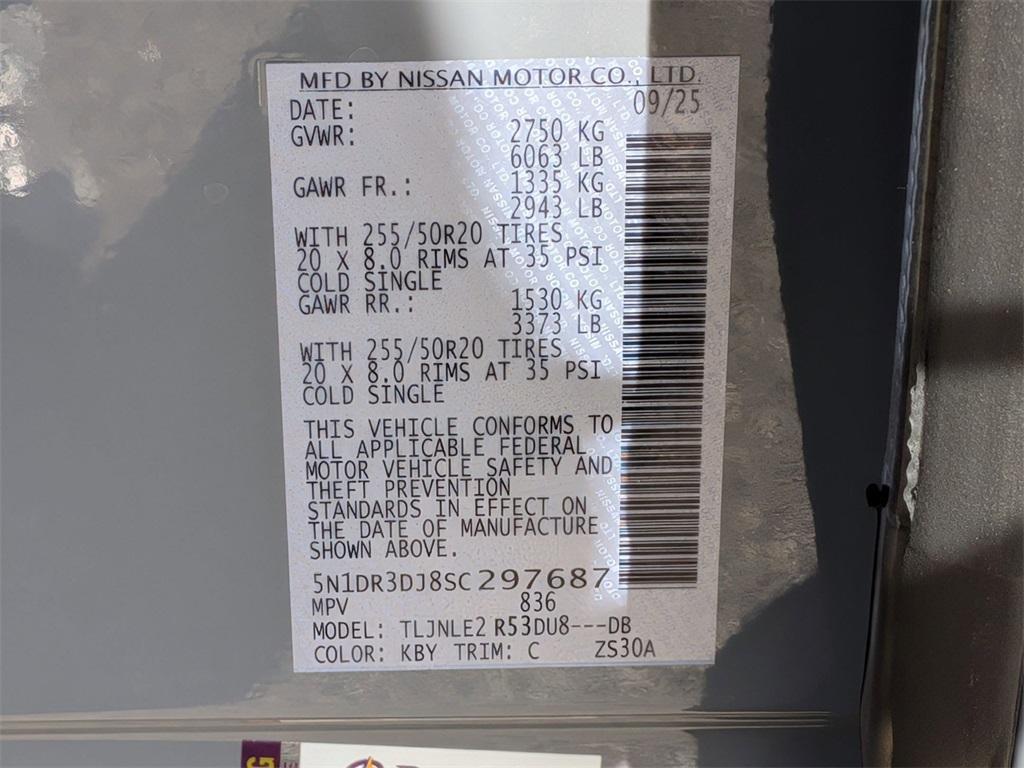 MFD BY NISSAN MOTOR CO., LTD.
DATE: 09/25
GVWR: 2750 KG
6063 LB
GAWR FR.: 1335 KG
2943 LB
WITH 255/50R20 TIRES
20 X 8.0 RIMS AT 35 PSI
COLD SINGLE
GAWR RR.: 1530 KG
3373 LB
WITH 255/50R20 TIRES
20 X 8.0 RIMS AT 35 PSI
COLD SINGLE
THIS VEHICLE CONFORMS TO
ALL APPLICABLE FEDERAL
MOTOR VEHICLE SAFETY AND
THEFT PREVENTION
STANDARDS IN EFFECT ON
THE DATE OF MANUFACTURE
SHOWN ABOVE.
5N1DR3DJ8SC297687
MPV 836
MODEL: TLJNLE2 R53DU8---DB
COLOR: KBY TRIM: C ZS30A